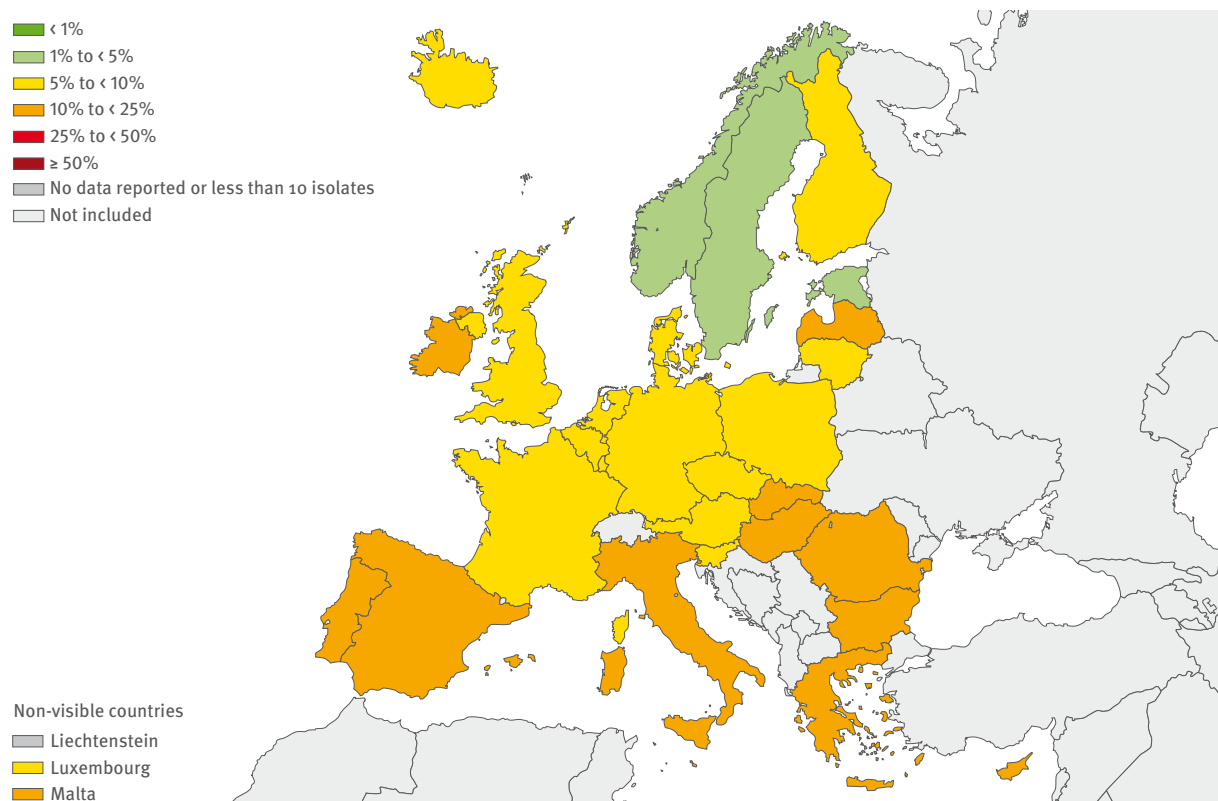 < 1%
1% to < 5%
5% to < 10%
10% to < 25%
25% to < 50%
≥ 50%
No data reported or less than 10 isolates
Not included
Non-visible countries
Liechtenstein
Luxembourg
Malta